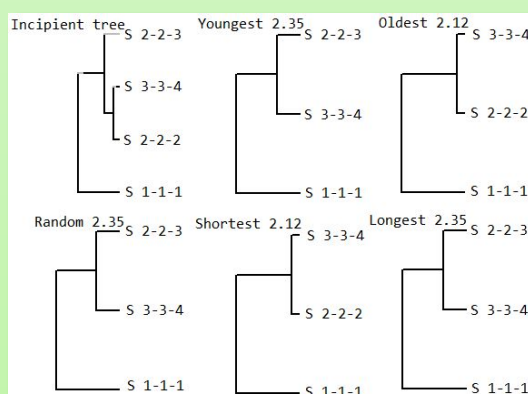 Incipient tree
S 2-2-3
S 3-3-4
S 2-2-2
S 1-1-1
Youngest 2.35
S 2-2-3
S 3-3-4
S 1-1-1
Oldest 2.12
S 3-3-4
S 2-2-2
S 1-1-1
Random 2.35
S 2-2-3
S 3-3-4
S 1-1-1
Shortest 2.12
S 3-3-4
S 2-2-2
S 1-1-1
Longest 2.35
S 2-2-3
S 3-3-4
S 1-1-1